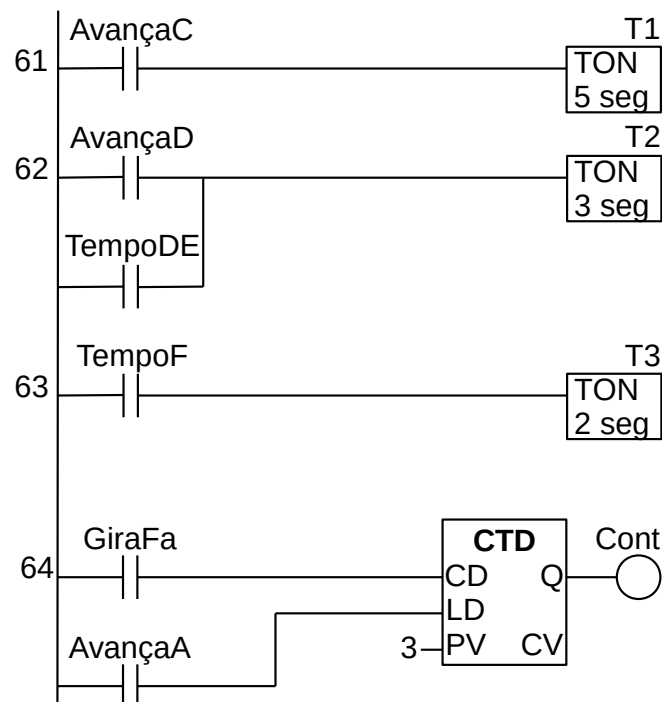 AvançaC T1
61 TON
5 seg
AvançaD T2
62 TON
3 seg
TempoDE
TempoF T3
63 TON
2 seg
GiraFa CTD Cont
64 CD Q
LD
AvançaA 3 PV CV